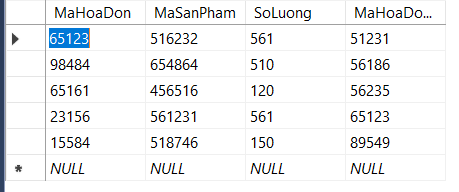 MaHoaDon MaSanPham SoLuong MaHoaDo...
65123 516232 561 51231
98484 654864 510 56186
65161 456516 120 56235
23156 561231 561 65123
15584 518746 150 89549
NULL NULL NULL NULL